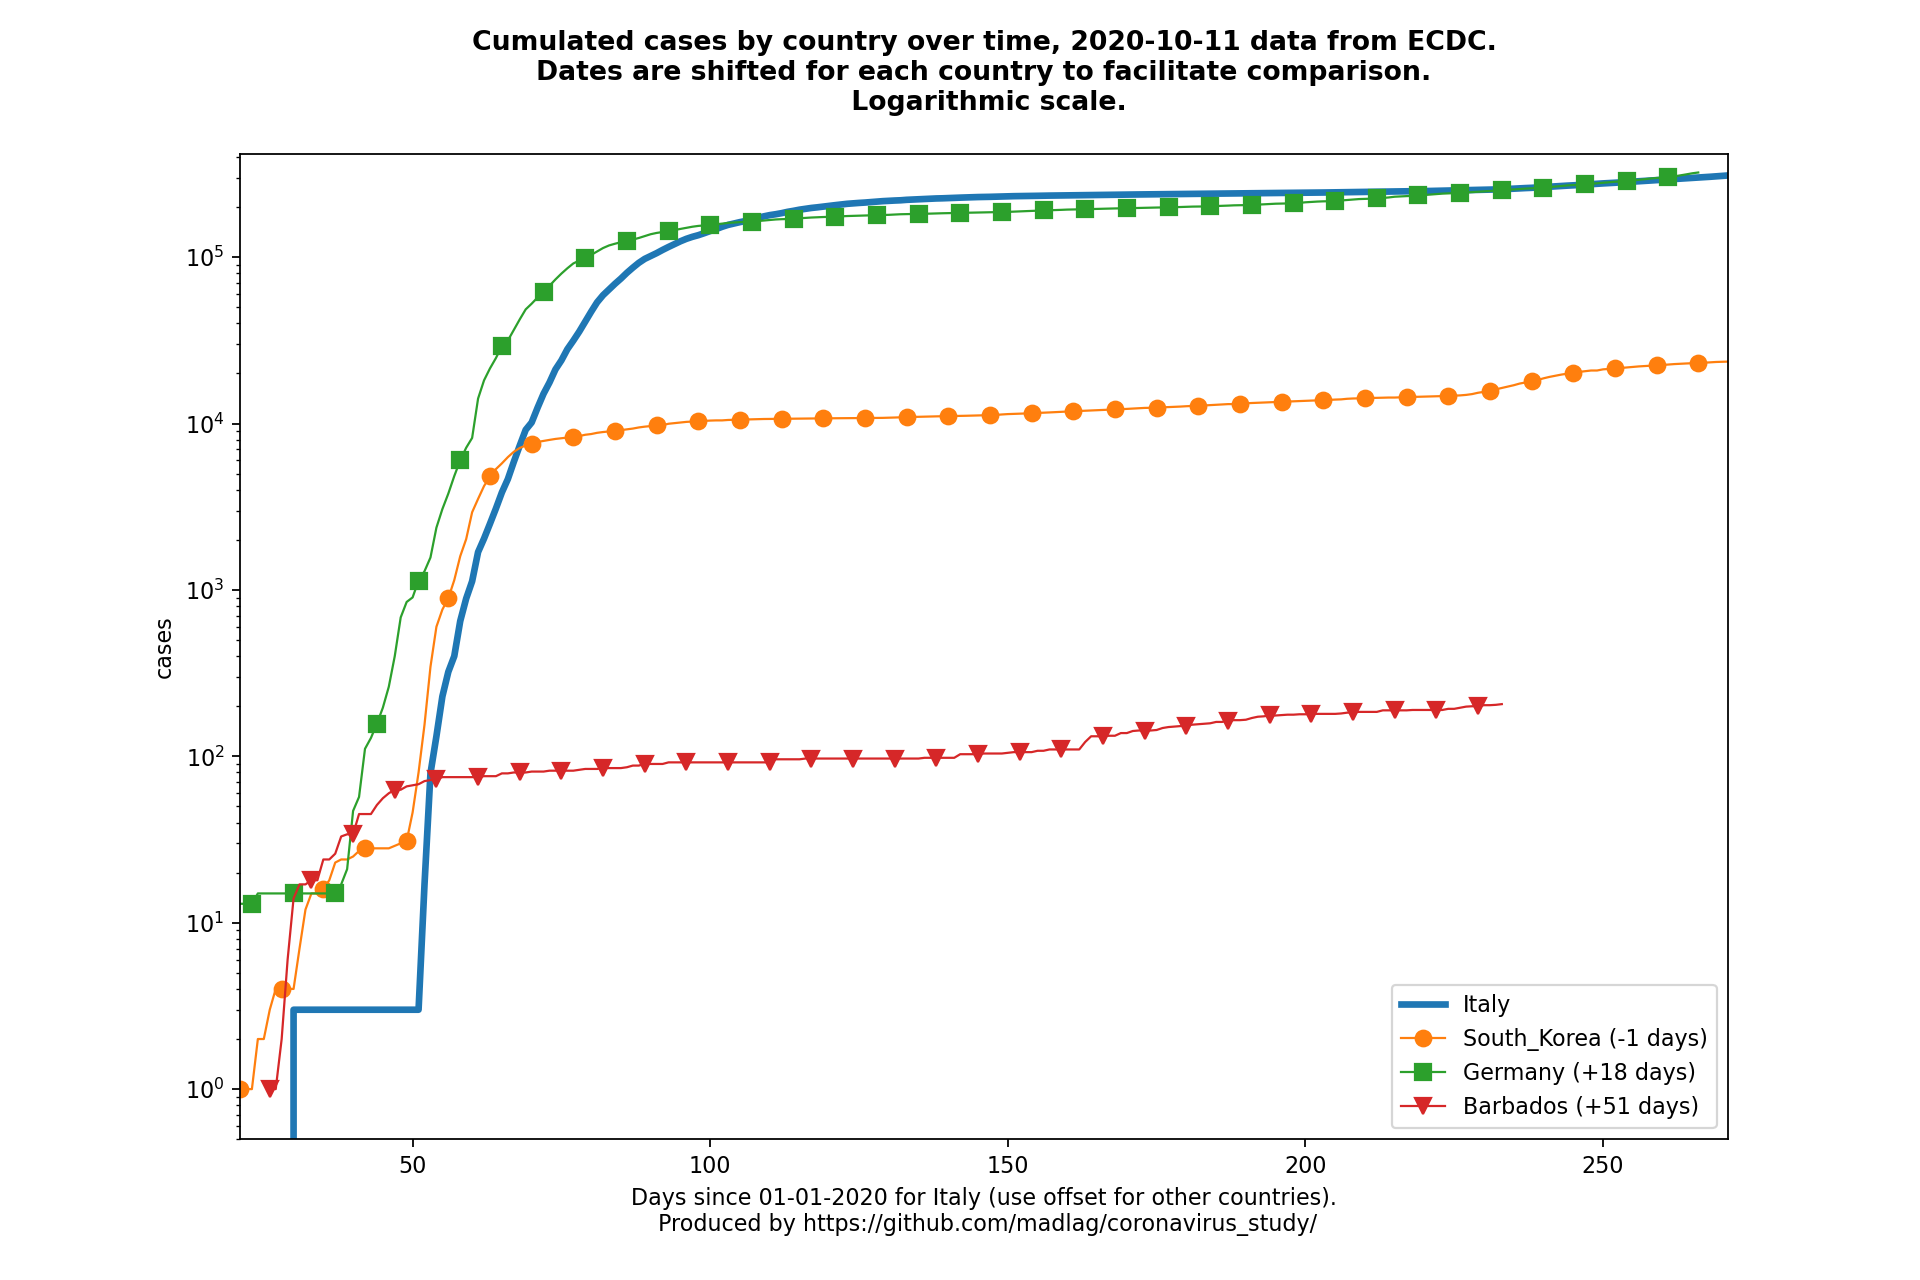 Cumulated cases by country over time, 2020-10-11 data from ECDC.
Dates are shifted for each country to facilitate comparison.
Logarithmic scale.
cases
10^5
10^4
10^3
10^2
10^1
10^0
Italy
South_Korea (-1 days)
Germany (+18 days)
Barbados (+51 days)
50 100 150 200 250
Days since 01-01-2020 for Italy (use offset for other countries).
Produced by https://github.com/madlag/coronavirus_study/